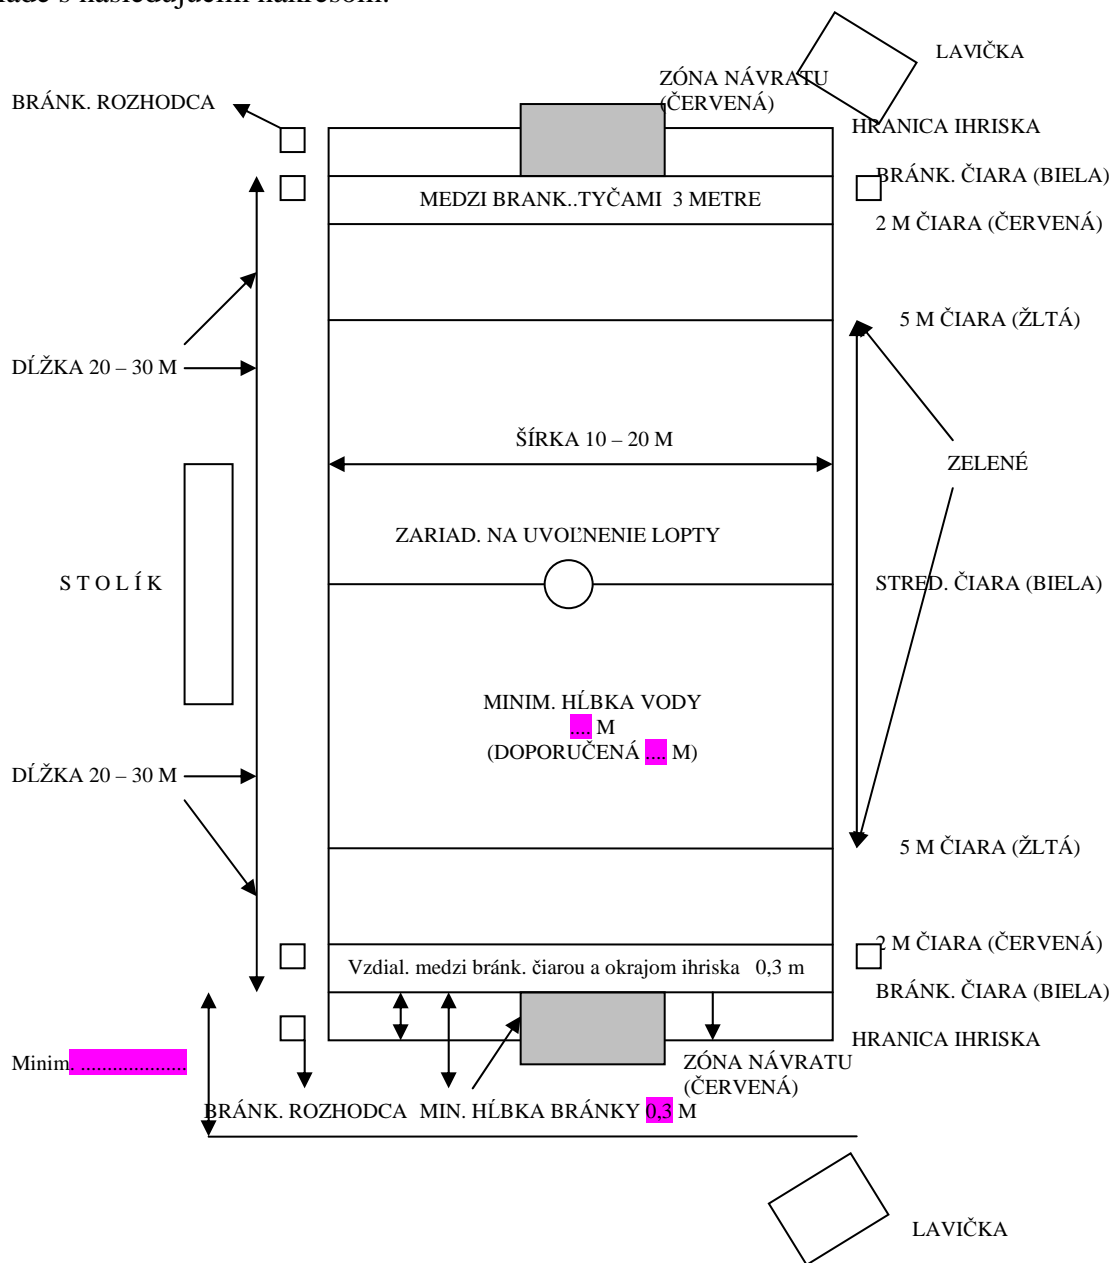 s nasledujúcim nákresom:
LAVIČKA
ZÓNA NÁVRATU
(ČERVENÁ)
BRÁNK. ROZHODCA
HRANICA IHRISKA
BRÁNK. ČIARA (BIELA)
MEDZI BRANK..TYČAMI 3 METRE
2 M ČIARA (ČERVENÁ)
5 M ČIARA (ŽLTÁ)
DĹŽKA 20 – 30 M
ŠÍRKA 10 – 20 M
ZELENÉ
ZARIAD. NA UVOĽNENIE LOPTY
S T O L Í K
STRED. ČIARA (BIELA)
MINIM. HĹBKA VODY
.... M
(DOPORUČENÁ .... M)
DĹŽKA 20 – 30 M
5 M ČIARA (ŽLTÁ)
2 M ČIARA (ČERVENÁ)
Vzdial. medzi bránk. čiarou a okrajom ihriska 0,3 m
BRÁNK. ČIARA (BIELA)
HRANICA IHRISKA
Minim. ....................
ZÓNA NÁVRATU
(ČERVENÁ)
BRÁNK. ROZHODCA
MIN. HĹBKA BRÁNKY 0,3 M
LAVIČKA